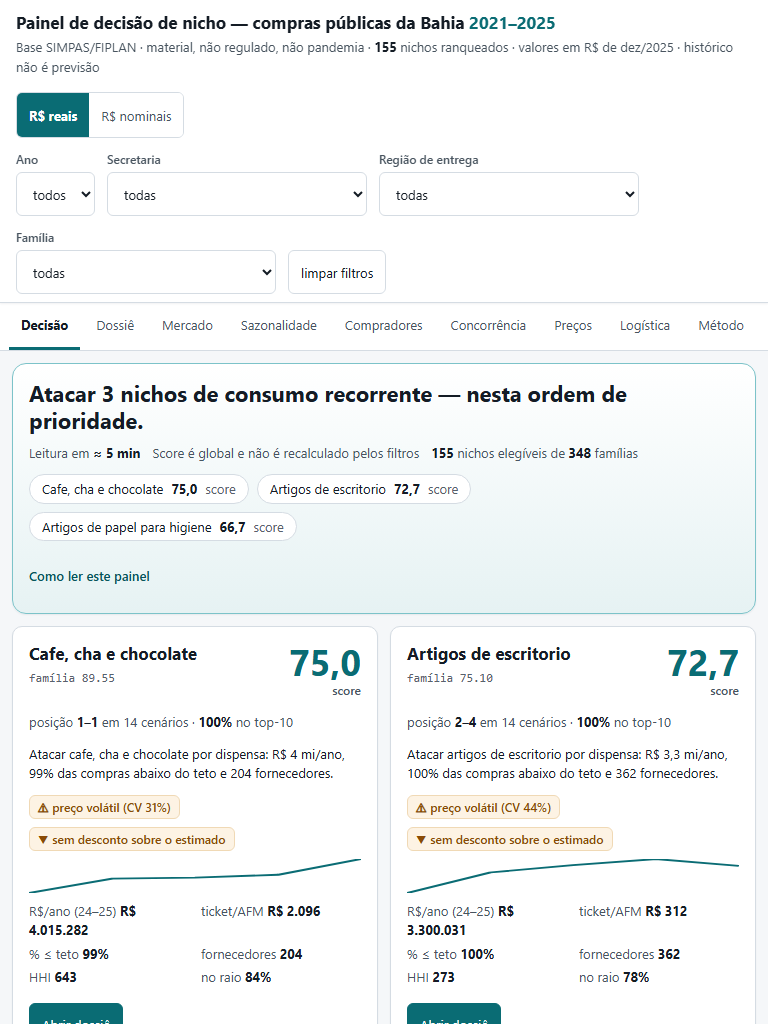 Painel de decisão de nicho — compras públicas da Bahia 2021–2025
Base SIMPAS/FIPLAN · material, não regulado, não pandemia · 155 nichos ranqueados · valores em R$ de dez/2025 · histórico
não é previsão
R$ reais
R$ nominais
Ano
Secretaria
Região de entrega
todos
todas
todas
Família
todas
limpar filtros
Decisão
Dossiê
Mercado
Sazonalidade
Compradores
Concorrência
Preços
Logística
Método
Atacar 3 nichos de consumo recorrente — nesta ordem de
prioridade.
Leitura em ≈ 5 min Score é global e não é recalculado pelos filtros 155 nichos elegíveis de 348 famílias
Cafe, cha e chocolate 75,0 score
Artigos de escritorio 72,7 score
Artigos de papel para higiene 66,7 score
Como ler este painel
Cafe, cha e chocolate
75,0
família 89.55
score
posição 1–1 em 14 cenários · 100% no top-10
Atacar cafe, cha e chocolate por dispensa: R$ 4 mi/ano,
99% das compras abaixo do teto e 204 fornecedores.
⚠ preço volátil (CV 31%)
▼ sem desconto sobre o estimado
R$/ano (24–25) R$
4.015.282
ticket/AFM R$ 2.096
% ≤ teto 99%
fornecedores 204
HHI 643
no raio 84%
Abrir dossiê
Artigos de escritorio
72,7
família 75.10
score
posição 2–4 em 14 cenários · 100% no top-10
Atacar artigos de escritorio por dispensa: R$ 3,3 mi/ano,
100% das compras abaixo do teto e 362 fornecedores.
⚠ preço volátil (CV 44%)
▼ sem desconto sobre o estimado
R$/ano (24–25) R$
3.300.031
ticket/AFM R$ 312
% ≤ teto 100%
fornecedores 362
HHI 273
no raio 78%
Abrir dossiê